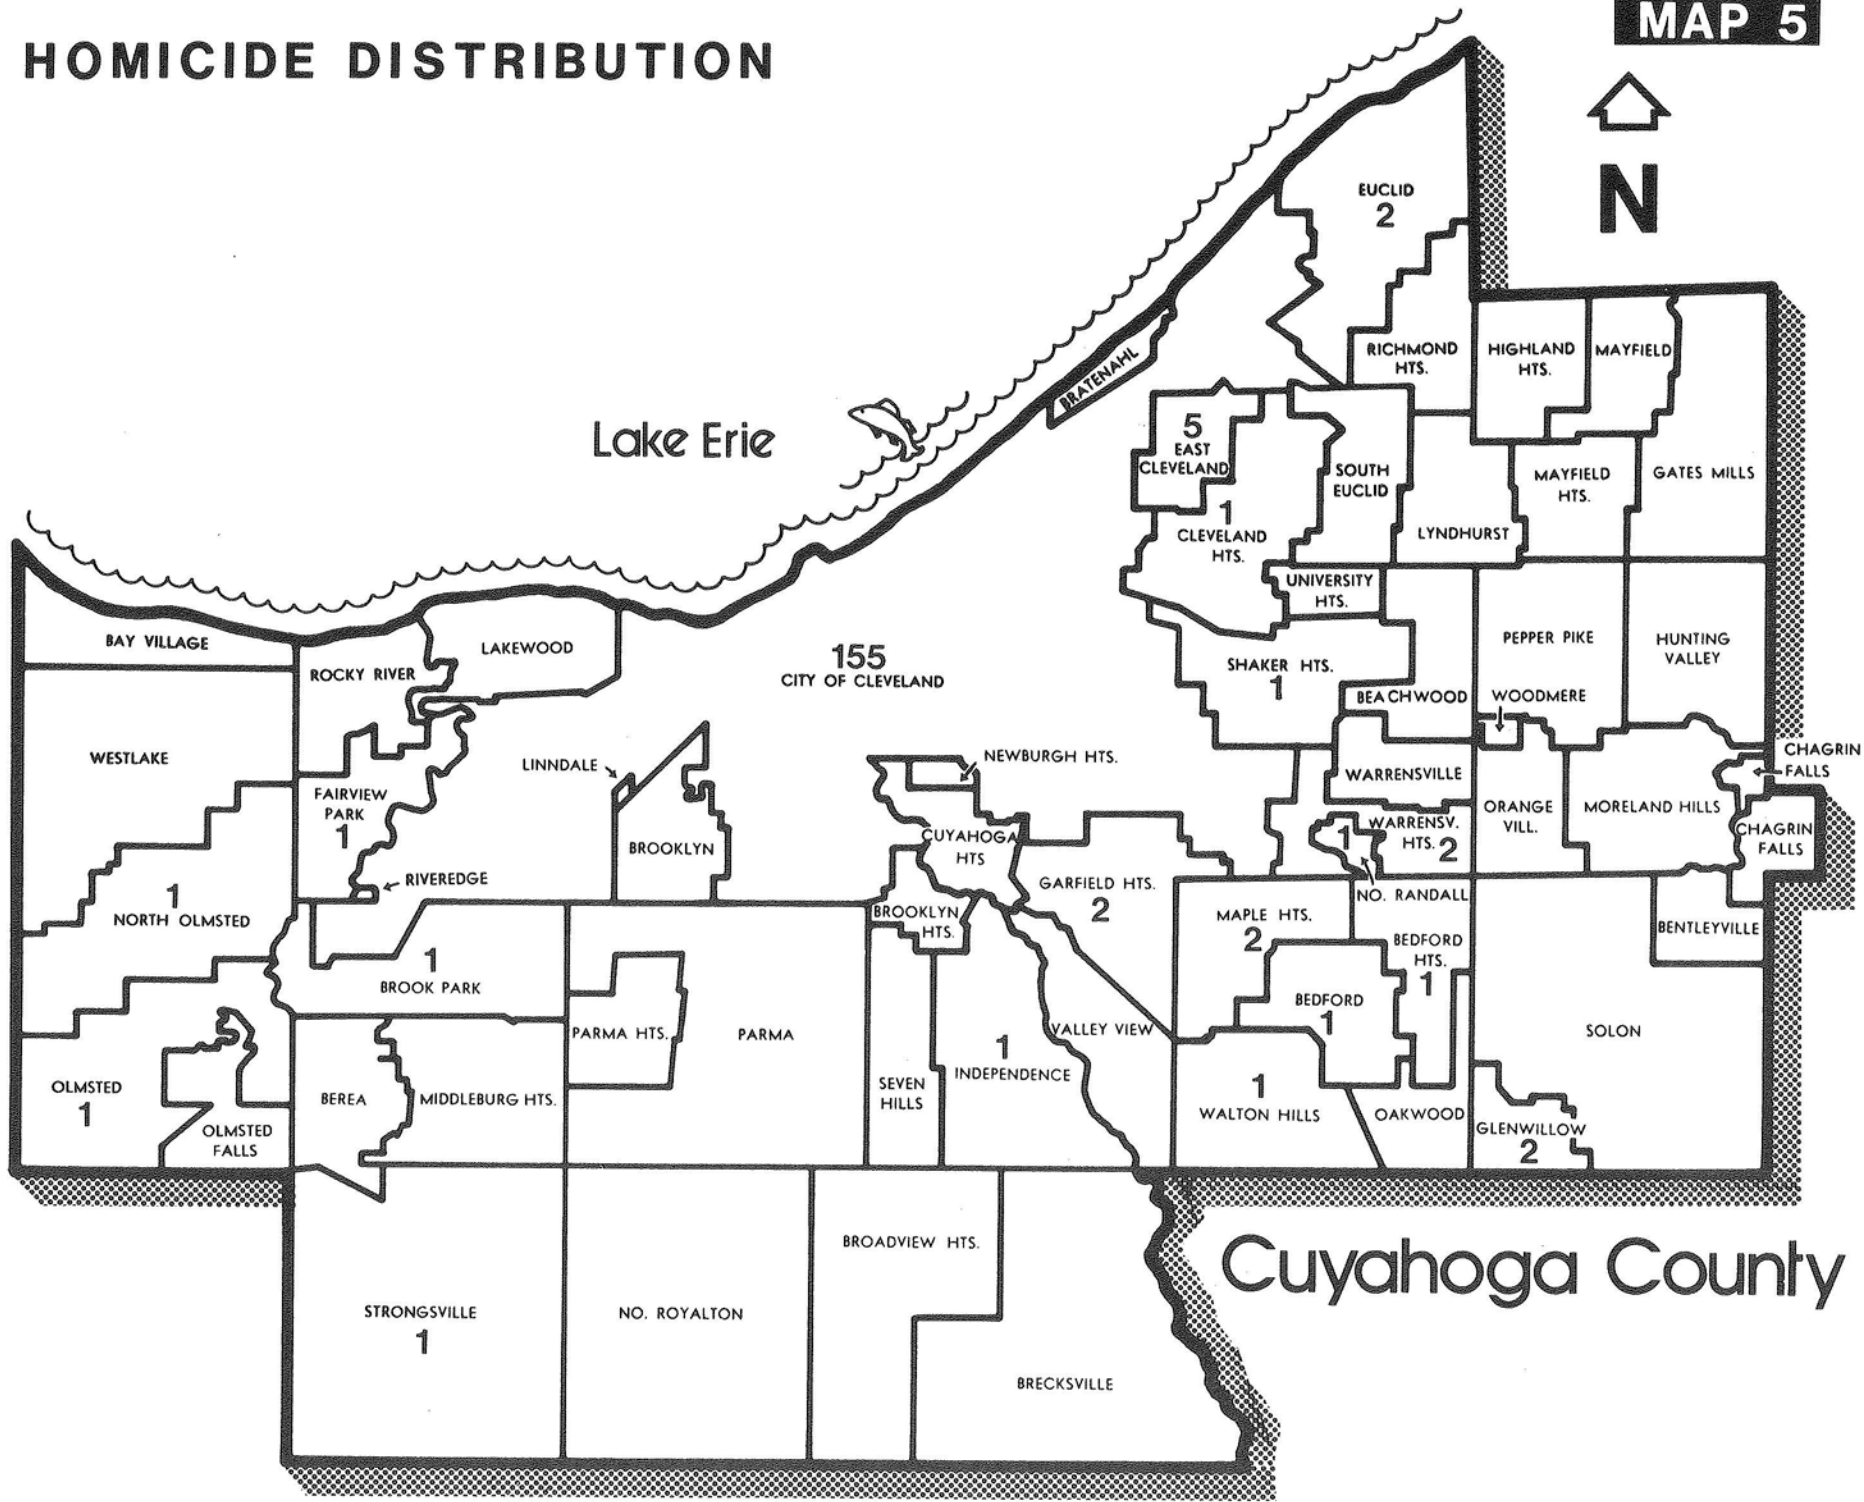 MAP 5
HOMICIDE DISTRIBUTION
N
EUCLID
2
RICHMOND
HTS.
HIGHLAND
HTS.
MAYFIELD
BRATENAHL
Lake Erie
5
EAST
CLEVELAND
SOUTH
EUCLID
MAYFIELD
HTS.
GATES MILLS
1
CLEVELAND
HTS.
LYNDHURST
UNIVERSITY
HTS.
BAY VILLAGE
LAKEWOOD
ROCKY RIVER
155
CITY OF CLEVELAND
SHAKER HTS.
1
BEACHWOOD
PEPPER PIKE
WOODMERE
HUNTING
VALLEY
WESTLAKE
LINNDALE
NEWBURGH HTS.
WARRENSVILLE
CHAGRIN
FALLS
FAIRVIEW
PARK
1
BROOKLYN
CUYAHOGA
HTS
1
WARRENSV.
HTS. 2
ORANGE
VILL.
MORELAND HILLS
CHAGRIN
FALLS
RIVEREDGE
1
NORTH OLMSTED
GARFIELD HTS.
2
NO. RANDALL
BROOKLYN
HTS.
MAPLE HTS.
2
BEDFORD
HTS.
1
BENTLEYVILLE
1
BROOK PARK
BEDFORD
1
PARMA HTS.
PARMA
VALLEY VIEW
SOLON
1
INDEPENDENCE
OLMSTED
1
BEREA
MIDDLEBURG HTS.
SEVEN
HILLS
1
WALTON HILLS
OAKWOOD
OLMSTED
FALLS
GLENWILLOW
2
BROADVIEW HTS.
Cuyahoga County
STRONGSVILLE
1
NO. ROYALTON
BRECKSVILLE